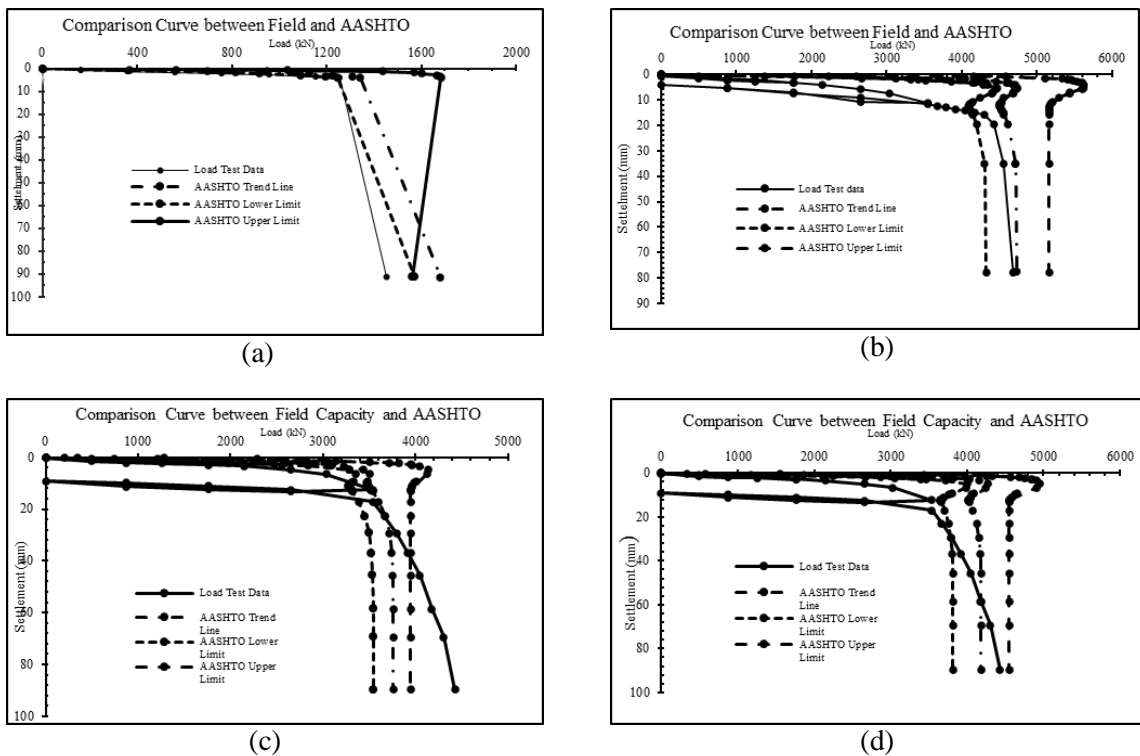 Comparison Curve between Field and AASHTO
Load (kN)
0 400 800 1200 1600 2000
0
10
20
30
40
50
60
70
80
90
100
Settelment (mm)
Load Test Data
AASHTO Trend Line
AASHTO Lower Limit
AASHTO Upper Limit
(a)
Comparison Curve between Field and AASHTO
Load (kN)
0 1000 2000 3000 4000 5000 6000
0
10
20
30
40
50
60
70
80
90
Settelment (mm)
Load Test data
AASHTO Trend Line
AASHTO Lower Limit
AASHTO Upper Limit
(b)
Comparison Curve between Field Capacity and AASHTO
Load (kN)
0 1000 2000 3000 4000 5000
0
20
40
60
80
100
Settlement (mm)
Load Test Data
AASHTO Trend
Line
AASHTO Lower
Limit
AASHTO Upper
Limit
(c)
Comparison Curve between Field Capacity and AASHTO
Load (kN)
0 1000 2000 3000 4000 5000 6000
0
20
40
60
80
100
Settlement (mm)
Load Test Data
AASHTO Trend
Line
AASHTO Lower
Limit
AASHTO Upper
Limit
(d)